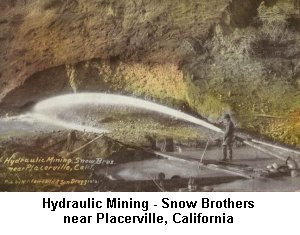 Hydraulic Mining, Snow Bros.
near Placerville, Calif.
Hydraulic Mining - Snow Brothers
near Placerville, California